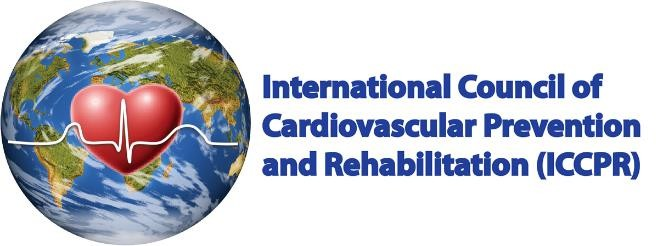 International Council of
Cardiovascular Prevention
and Rehabilitation (ICCPR)